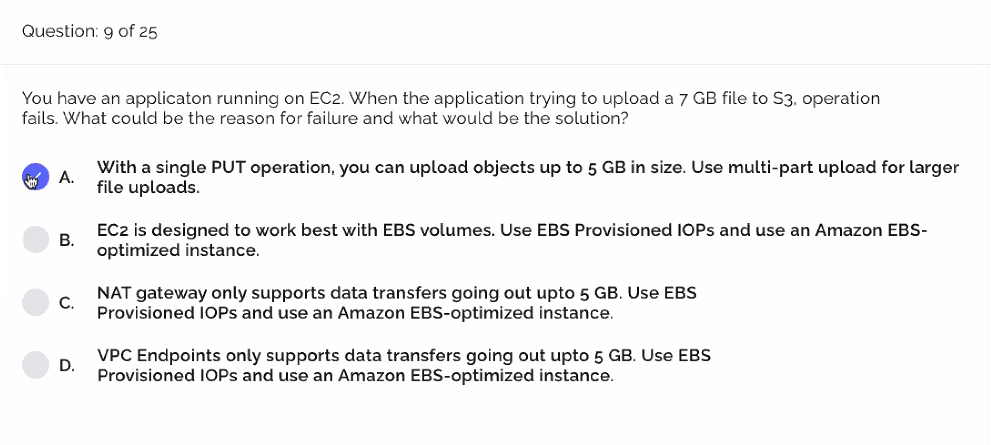 Question: 9 of 25
You have an applicaton running on EC2. When the application trying to upload a 7 GB file to S3, operation
fails. What could be the reason for failure and what would be the solution?
A. With a single PUT operation, you can upload objects up to 5 GB in size. Use multi-part upload for larger
file uploads.
B. EC2 is designed to work best with EBS volumes. Use EBS Provisioned IOPs and use an Amazon EBS-
optimized instance.
C. NAT gateway only supports data transfers going out upto 5 GB. Use EBS
Provisioned IOPs and use an Amazon EBS-optimized instance.
D. VPC Endpoints only supports data transfers going out upto 5 GB. Use EBS
Provisioned IOPs and use an Amazon EBS-optimized instance.